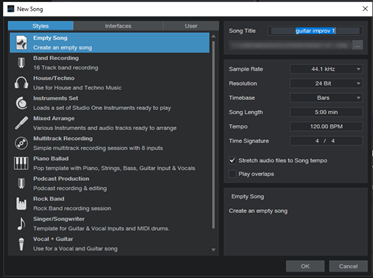 New Song
Styles
Interfaces
User
Empty Song
Create an empty song
Band Recording
16 Track band recording
House/Techno
Use for House and Techno Music
Instruments Set
Loads a set of Studio One Instruments ready to play
Mixed Arrange
Various Instruments and audio tracks ready to arrange
Multitrack Recording
Simple multitrack recording session with 8 inputs
Piano Ballad
Pop template with Piano, Strings, Bass, Guitar Input & Vocals
Podcast Production
Podcast recording & editing
Rock Band
Rock Band recording session
Singer/Songwriter
Template for Guitar & Vocal Inputs and MIDI drums.
Vocal + Guitar
Use for a Vocal and Guitar song
Song Title
guitar improv 1
...
Sample Rate
44.1 kHz
Resolution
24 Bit
Timebase
Bars
Song Length
5:00 min
Tempo
120.00 BPM
Time Signature
4 / 4
Stretch audio files to Song tempo
Play overlaps
Empty Song
Create an empty song
OK
Cancel